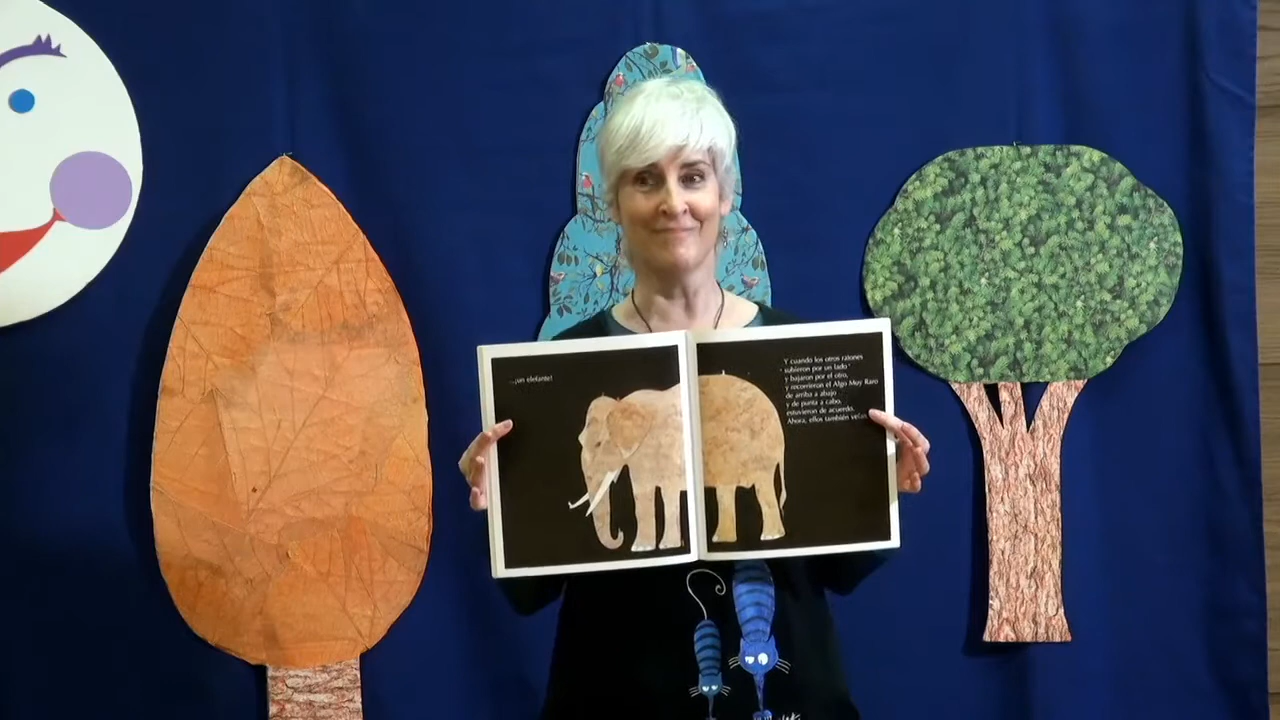 ...¡un elefante!
Y cuando los otros ratones
subieron por un lado
y bajaron por el otro,
y recorrieron el Algo Muy Raro
de arriba a abajo
y de punta a cabo,
estuvieron de acuerdo.
Ahora, ellos también veían